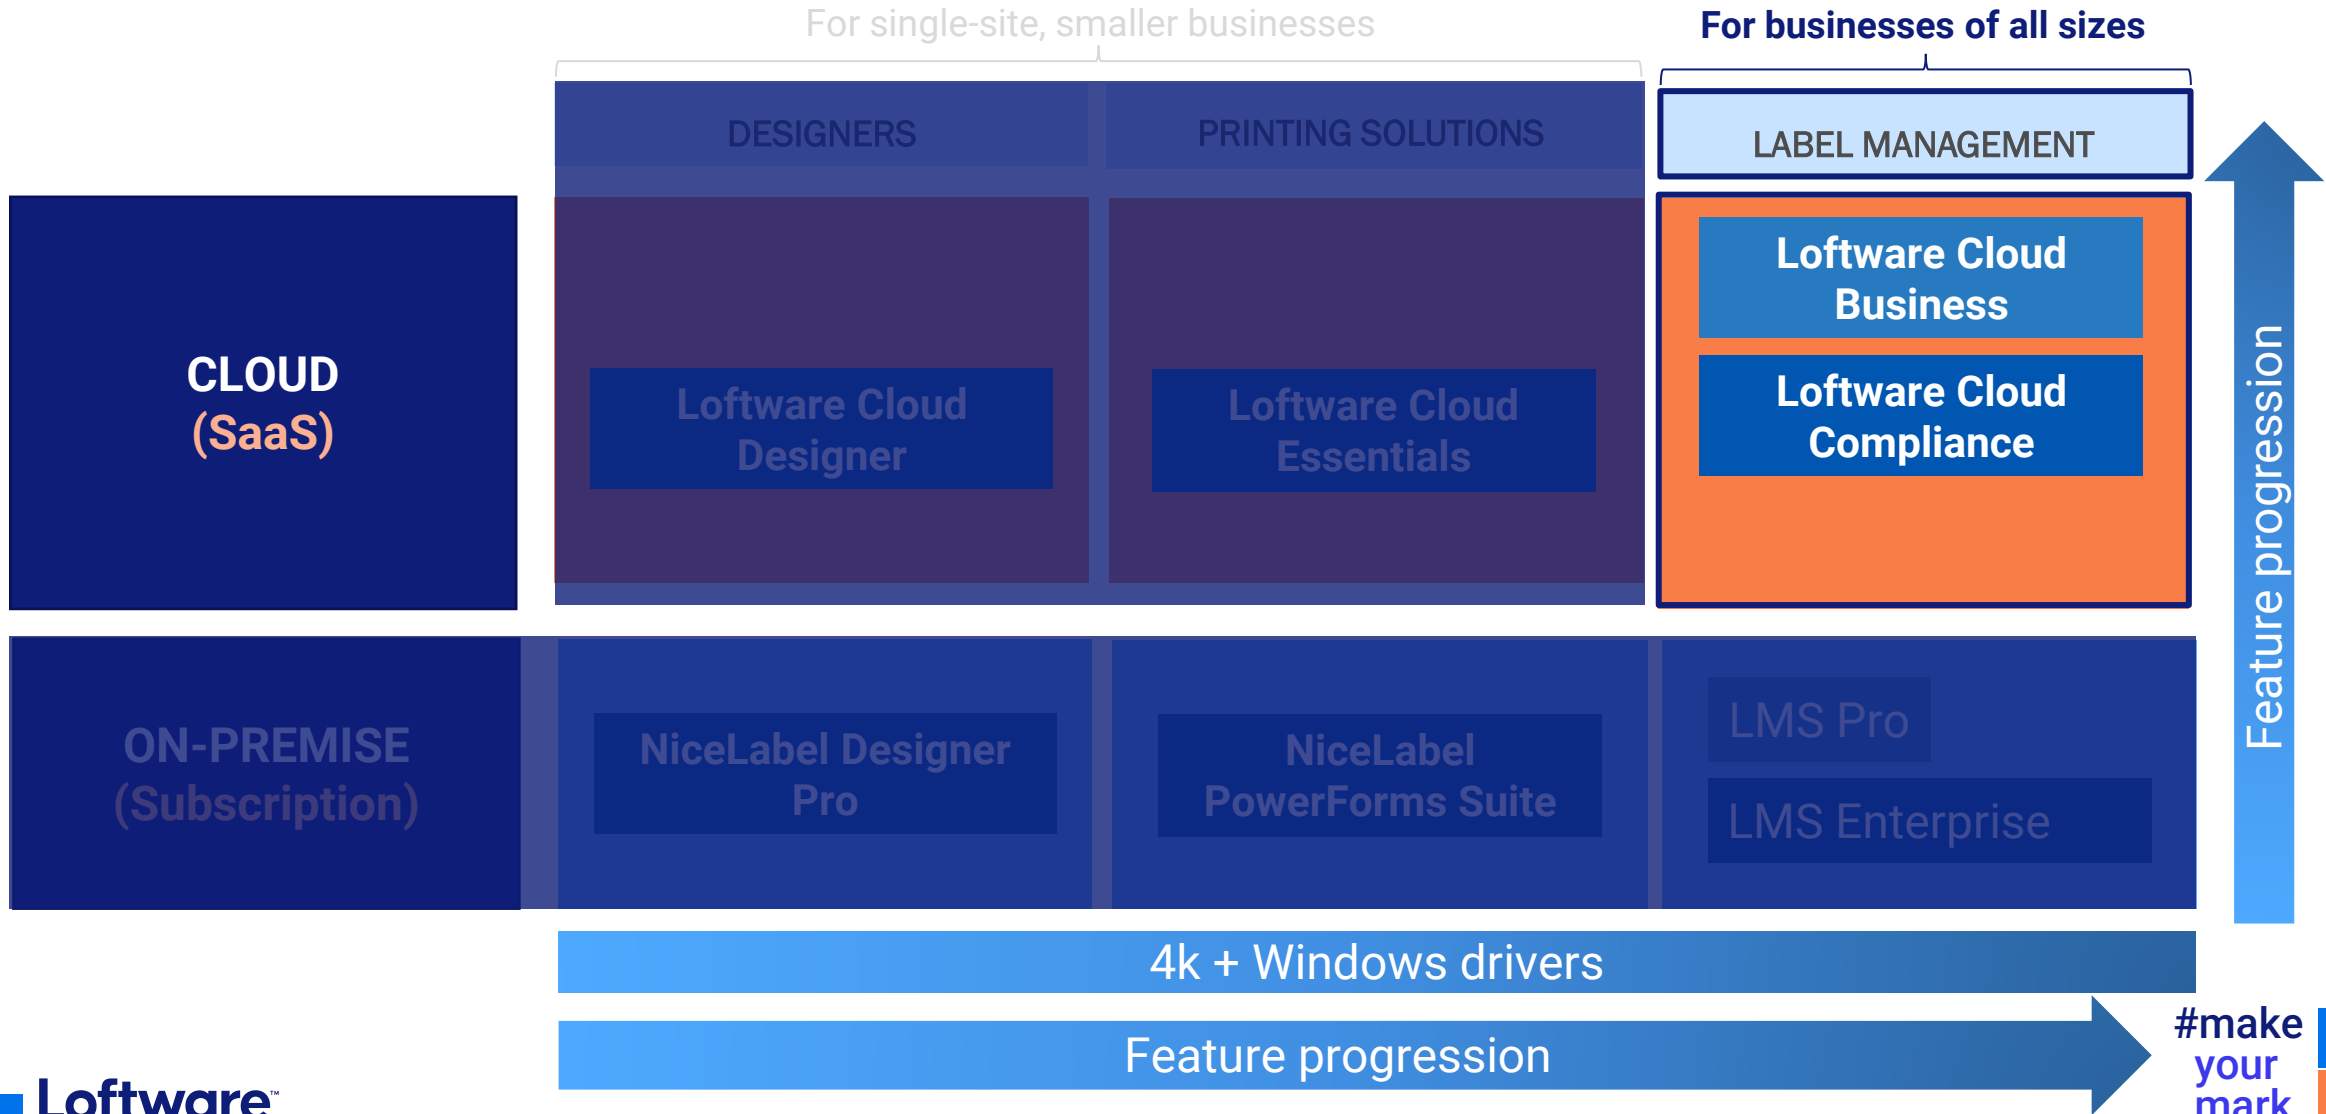 For single-site, smaller businesses
For businesses of all sizes
DESIGNERS
PRINTING SOLUTIONS
LABEL MANAGEMENT
CLOUD
(SaaS)
Loftware Cloud
Designer
Loftware Cloud
Essentials
Loftware Cloud
Business
Loftware Cloud
Compliance
Feature progression
ON-PREMISE
(Subscription)
NiceLabel Designer
Pro
NiceLabel
PowerForms Suite
LMS Pro
LMS Enterprise
4k + Windows drivers
Feature progression
#make
your
mark
Loftware™